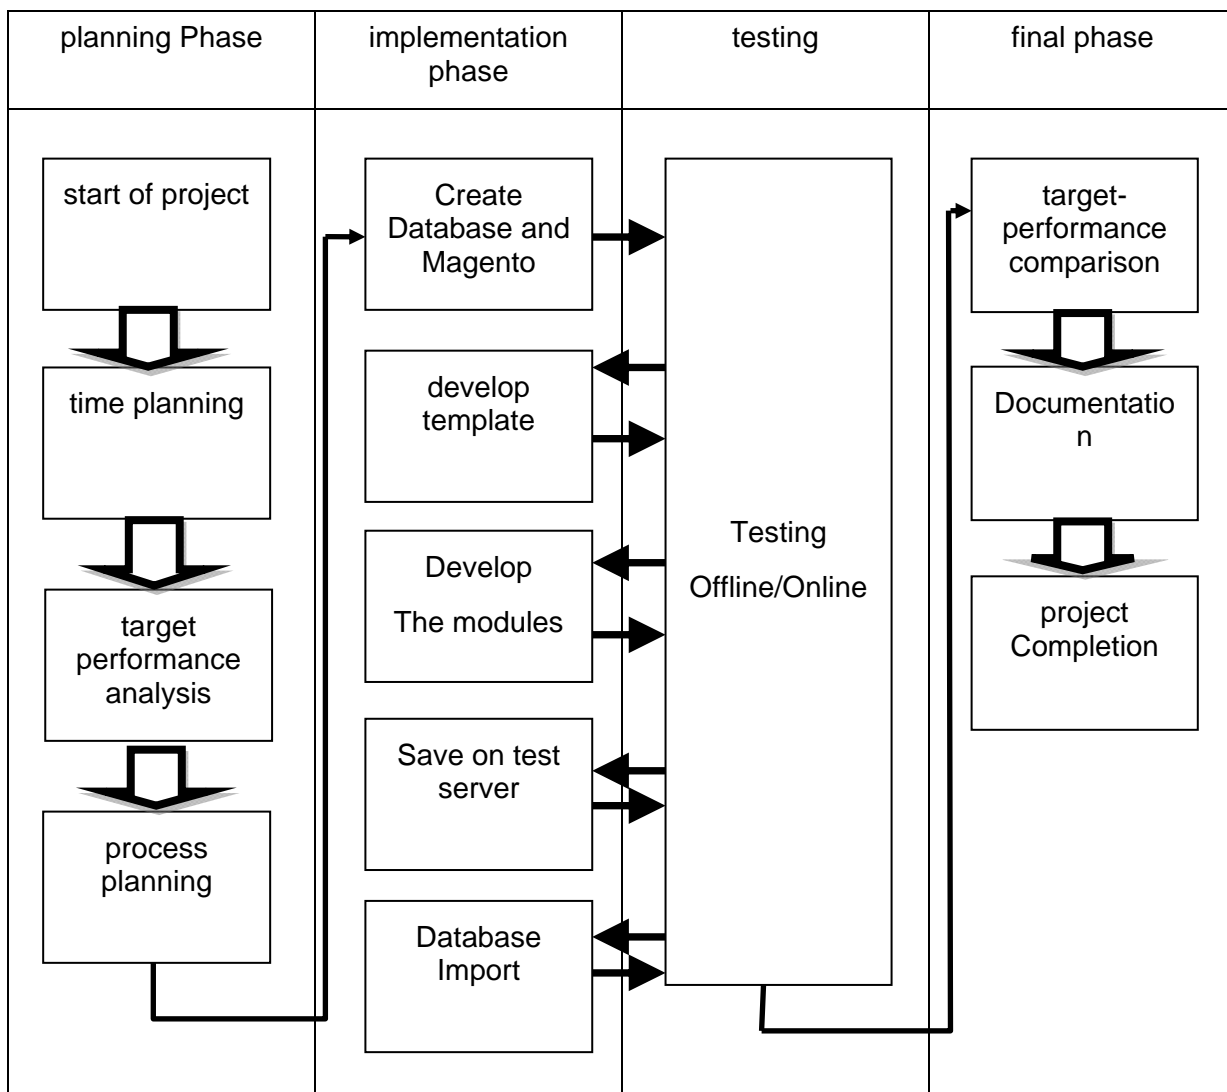 planning Phase
implementation
phase
testing
final phase
start of project
time planning
target
performance
analysis
process
planning
Create
Database and
Magento
develop
template
Develop
The modules
Save on test
server
Database
Import
Testing
Offline/Online
target-
performance
comparison
Documentatio
n
project
Completion